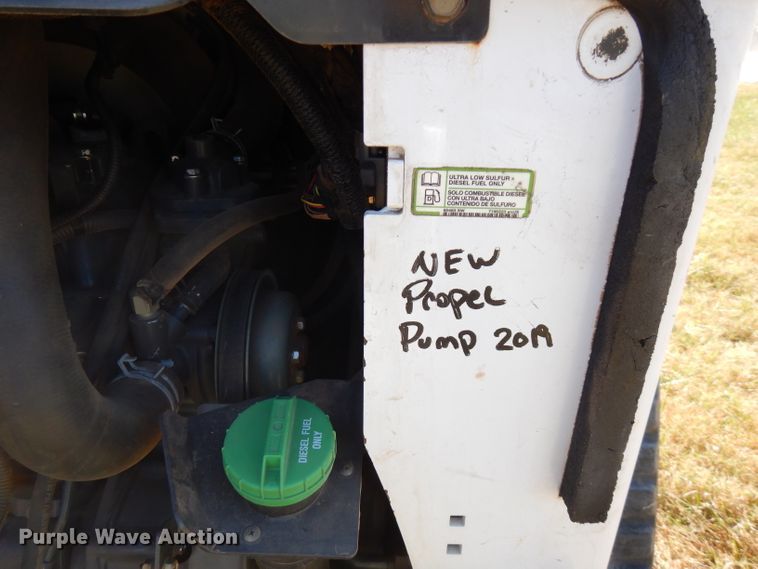 ULTRA LOW SULFUR
DIESEL FUEL ONLY
SOLO COMBUSTIBLE DIESEL
CON ULTRA BAJO
CONTENIDO DE SULFURO
D
NEW
Propel
Pump 2019
DIESEL FUEL
ONLY
Purple Wave Auction